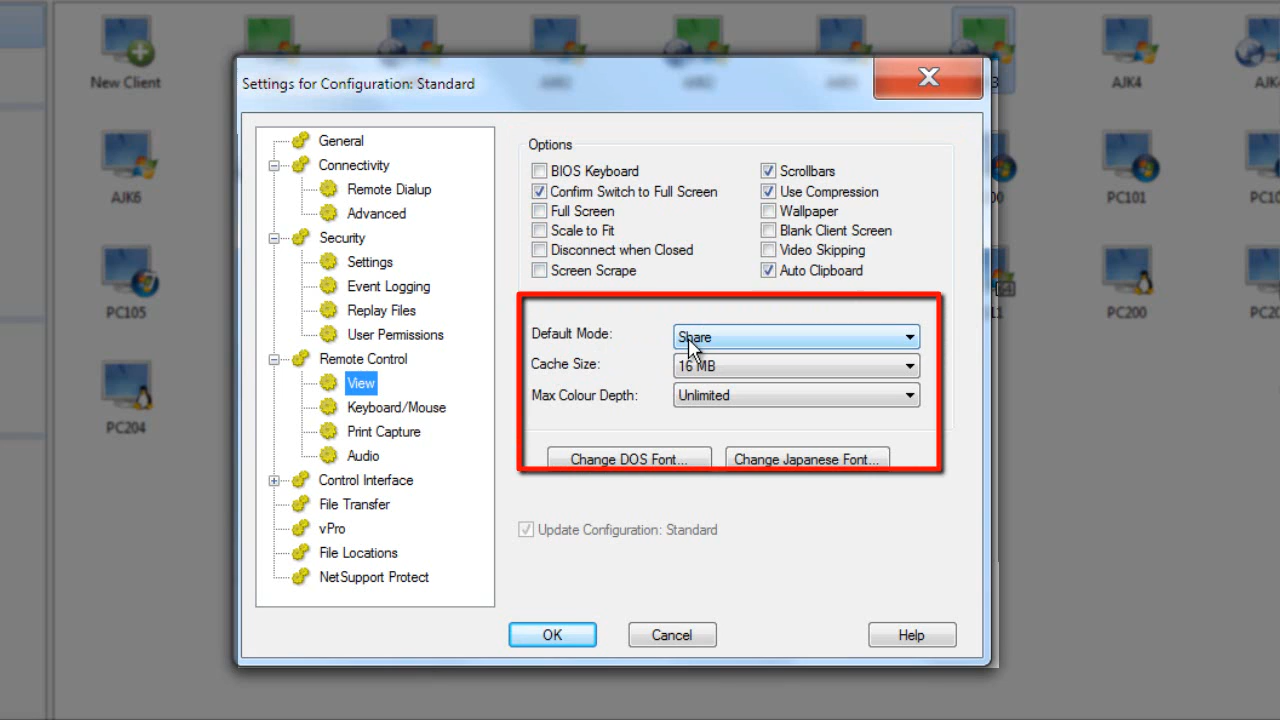 New Client
AJK4
AJK6
PC101
PC105
PC200
PC204
Settings for Configuration: Standard
General
Connectivity
Remote Dialup
Advanced
Security
Settings
Event Logging
Replay Files
User Permissions
Remote Control
View
Keyboard/Mouse
Print Capture
Audio
Control Interface
File Transfer
vPro
File Locations
NetSupport Protect
Options
BIOS Keyboard
Confirm Switch to Full Screen
Full Screen
Scale to Fit
Disconnect when Closed
Screen Scrape
Scrollbars
Use Compression
Wallpaper
Blank Client Screen
Video Skipping
Auto Clipboard
Default Mode: Share
Cache Size: 16 MB
Max Colour Depth: Unlimited
Change DOS Font... Change Japanese Font...
Update Configuration: Standard
OK Cancel Help